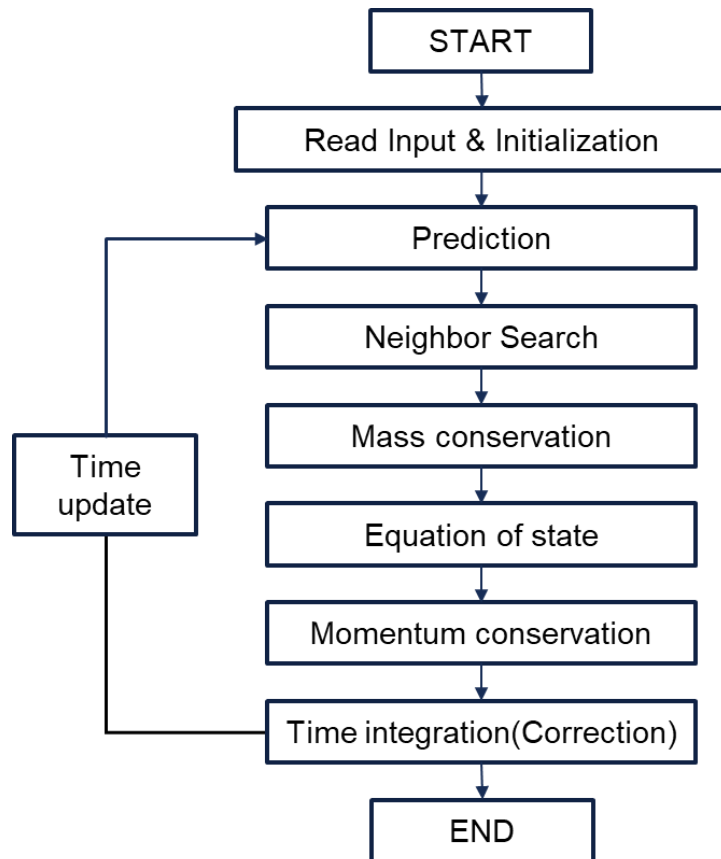 START
Read Input & Initialization
Prediction
Neighbor Search
Mass conservation
Time
update
Equation of state
Momentum conservation
Time integration(Correction)
END